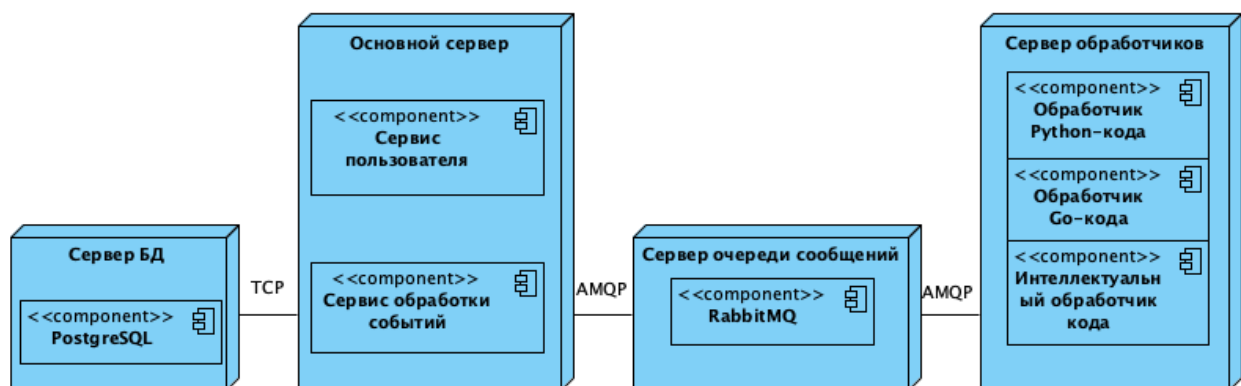 Основной сервер
<<component>>
Сервис
пользователя
<<component>>
Сервис обработки
событий
Сервер БД
<<component>>
PostgreSQL
TCP
AMQP
Сервер очереди сообщений
<<component>>
RabbitMQ
AMQP
Сервер обработчиков
<<component>>
Обработчик
Python-кода
<<component>>
Обработчик
Go-кода
<<component>>
Интеллектуальн
ый обработчик
кода